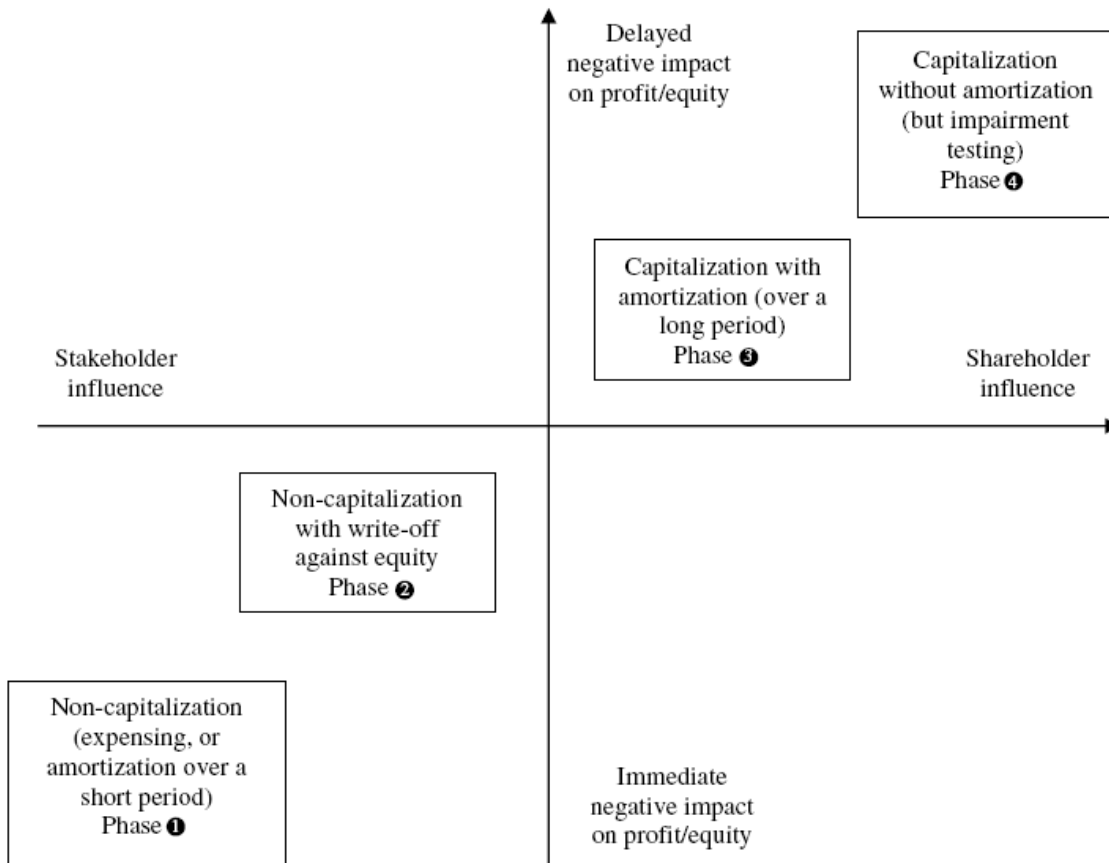 Delayed
negative impact
on profit/equity
Capitalization
without amortization
(but impairment
testing)
Phase ❹
Capitalization with
amortization (over a
long period)
Phase ❸
Stakeholder
influence
Shareholder
influence
Non-capitalization
with write-off
against equity
Phase ❷
Non-capitalization
(expensing, or
amortization over a
short period)
Phase ❶
Immediate
negative impact
on profit/equity